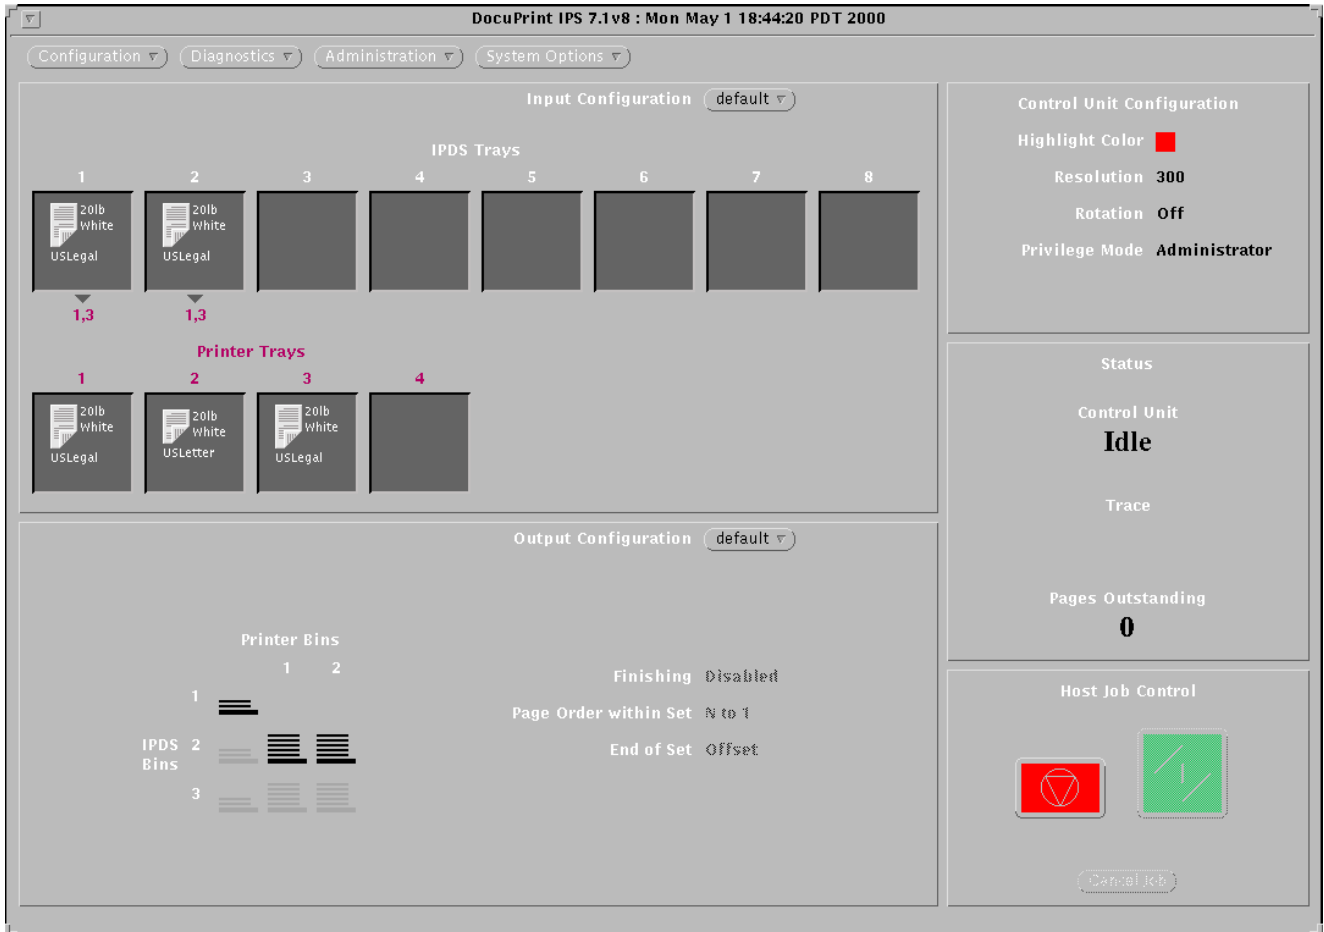 DocuPrint IPS 7.1v8 : Mon May 1 18:44:20 PDT 2000
Configuration Diagnostics Administration System Options
Input Configuration default
IPDS Trays
1 2 3 4 5 6 7 8
20lb White USLegal
20lb White USLegal
1,3 1,3
Printer Trays
1 2 3 4
20lb White USLegal
20lb White USLetter
20lb White USLegal
Output Configuration default
Printer Bins
1 2
1
IPDS Bins 2
3
Finishing Disabled
Page Order within Set N to 1
End of Set Offset
Control Unit Configuration
Highlight Color
Resolution 300
Rotation Off
Privilege Mode Administrator
Status
Control Unit
Idle
Trace
Pages Outstanding
0
Host Job Control
Cancel Job